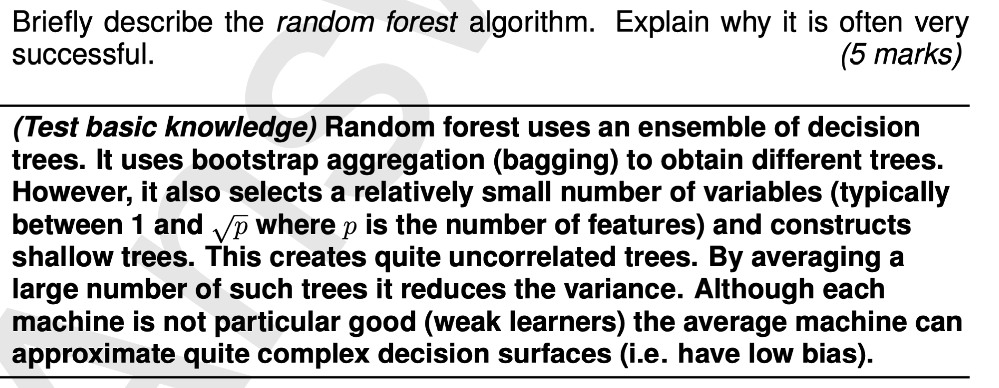 Briefly describe the random forest algorithm. Explain why it is often very
successful. (5 marks)
(Test basic knowledge) Random forest uses an ensemble of decision
trees. It uses bootstrap aggregation (bagging) to obtain different trees.
However, it also selects a relatively small number of variables (typically
between 1 and √p where p is the number of features) and constructs
shallow trees. This creates quite uncorrelated trees. By averaging a
large number of such trees it reduces the variance. Although each
machine is not particular good (weak learners) the average machine can
approximate quite complex decision surfaces (i.e. have low bias).